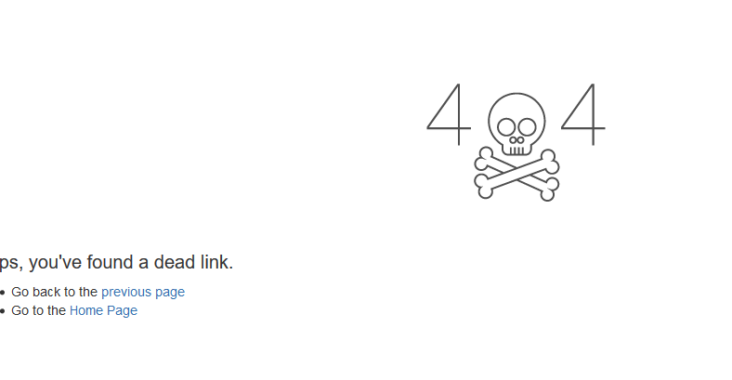 4 4
ps, you've found a dead link.
• Go back to the previous page
• Go to the Home Page